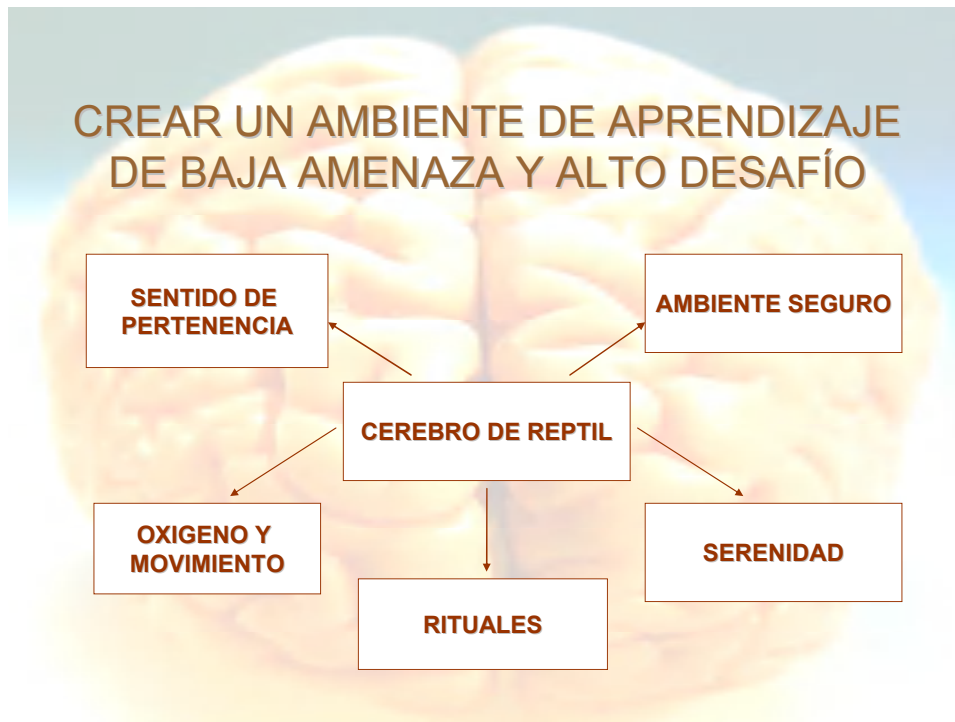 CREAR UN AMBIENTE DE APRENDIZAJE
DE BAJA AMENAZA Y ALTO DESAFÍO
SENTIDO DE
PERTENENCIA
AMBIENTE SEGURO
CEREBRO DE REPTIL
OXIGENO Y
MOVIMIENTO
SERENIDAD
RITUALES